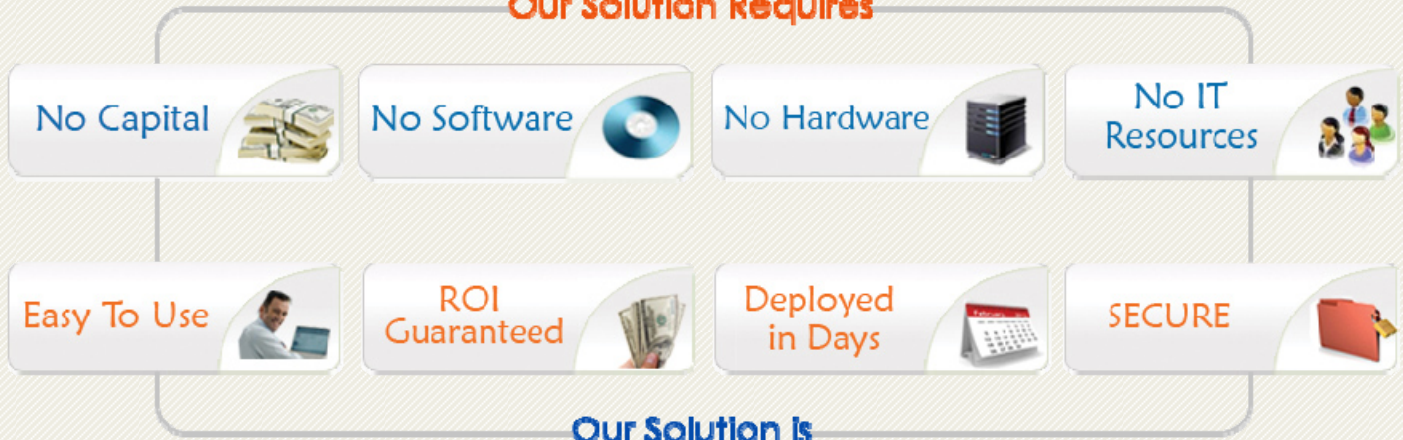 Our Solution Requires
No Capital
No Software
No Hardware
No IT
Resources
Easy To Use
ROI
Guaranteed
Deployed
in Days
February
SECURE
Our Solution is